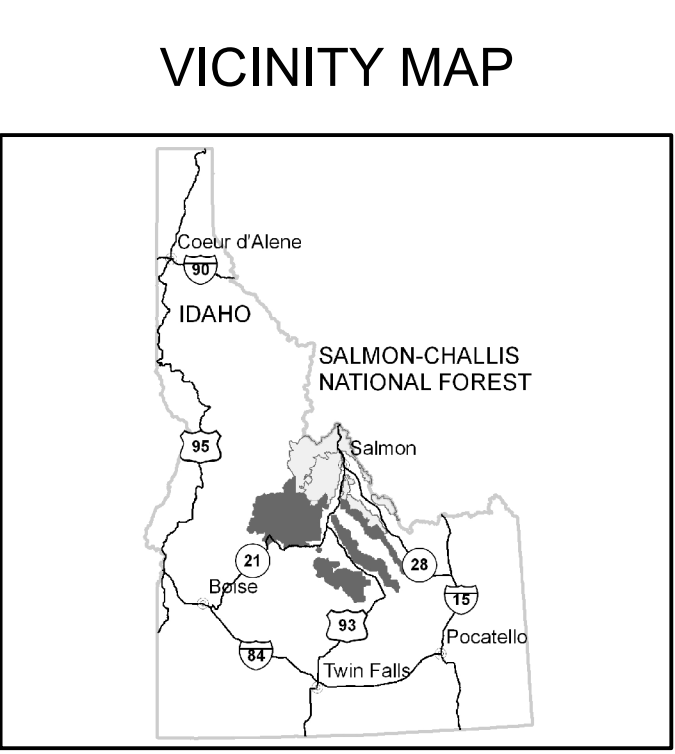 VICINITY MAP
Coeur d'Alene
90
IDAHO
SALMON-CHALLIS
NATIONAL FOREST
95
Salmon
21
28
Boise
15
93
Pocatello
84
Twin Falls